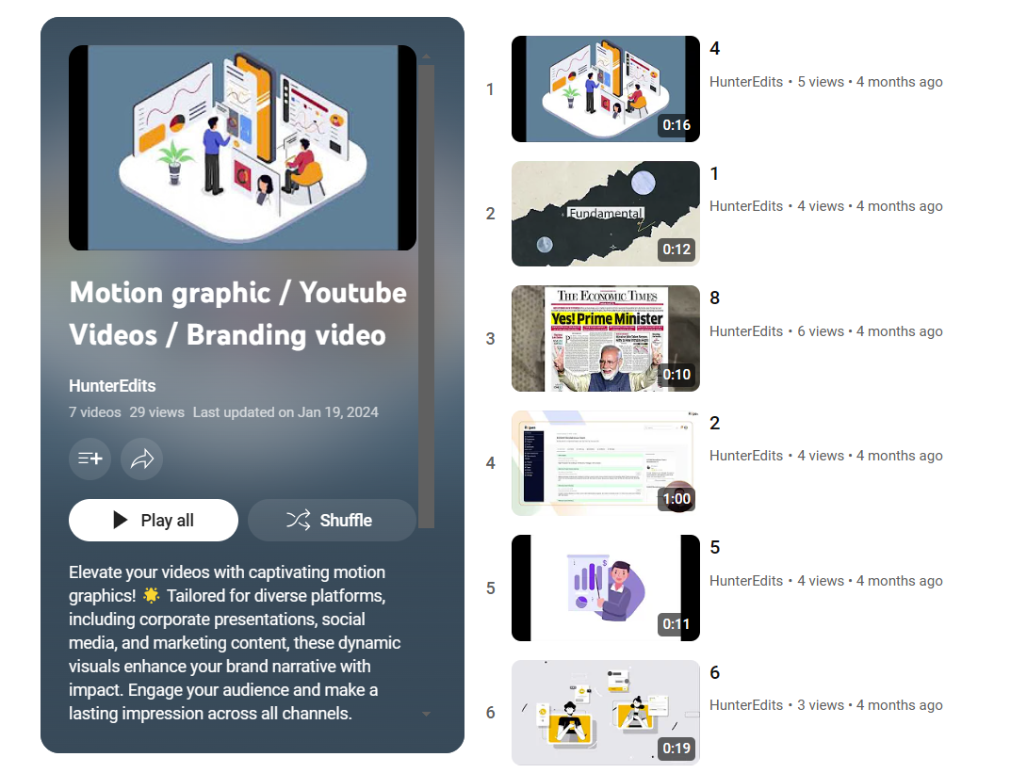 Motion graphic / Youtube
Videos / Branding video
HunterEdits
7 videos 29 views Last updated on Jan 19, 2024
Play all
Shuffle
Elevate your videos with captivating motion
graphics! 🌟 Tailored for diverse platforms,
including corporate presentations, social
media, and marketing content, these dynamic
visuals enhance your brand narrative with
impact. Engage your audience and make a
lasting impression across all channels.
1
0:16
4
HunterEdits • 5 views • 4 months ago
2
Fundamental
0:12
1
HunterEdits • 4 views • 4 months ago
3
THE ECONOMIC TIMES
Yes! Prime Minister
0:10
8
HunterEdits • 6 views • 4 months ago
4
1:00
2
HunterEdits • 4 views • 4 months ago
5
$
0:11
5
HunterEdits • 4 views • 4 months ago
6
0:19
6
HunterEdits • 3 views • 4 months ago